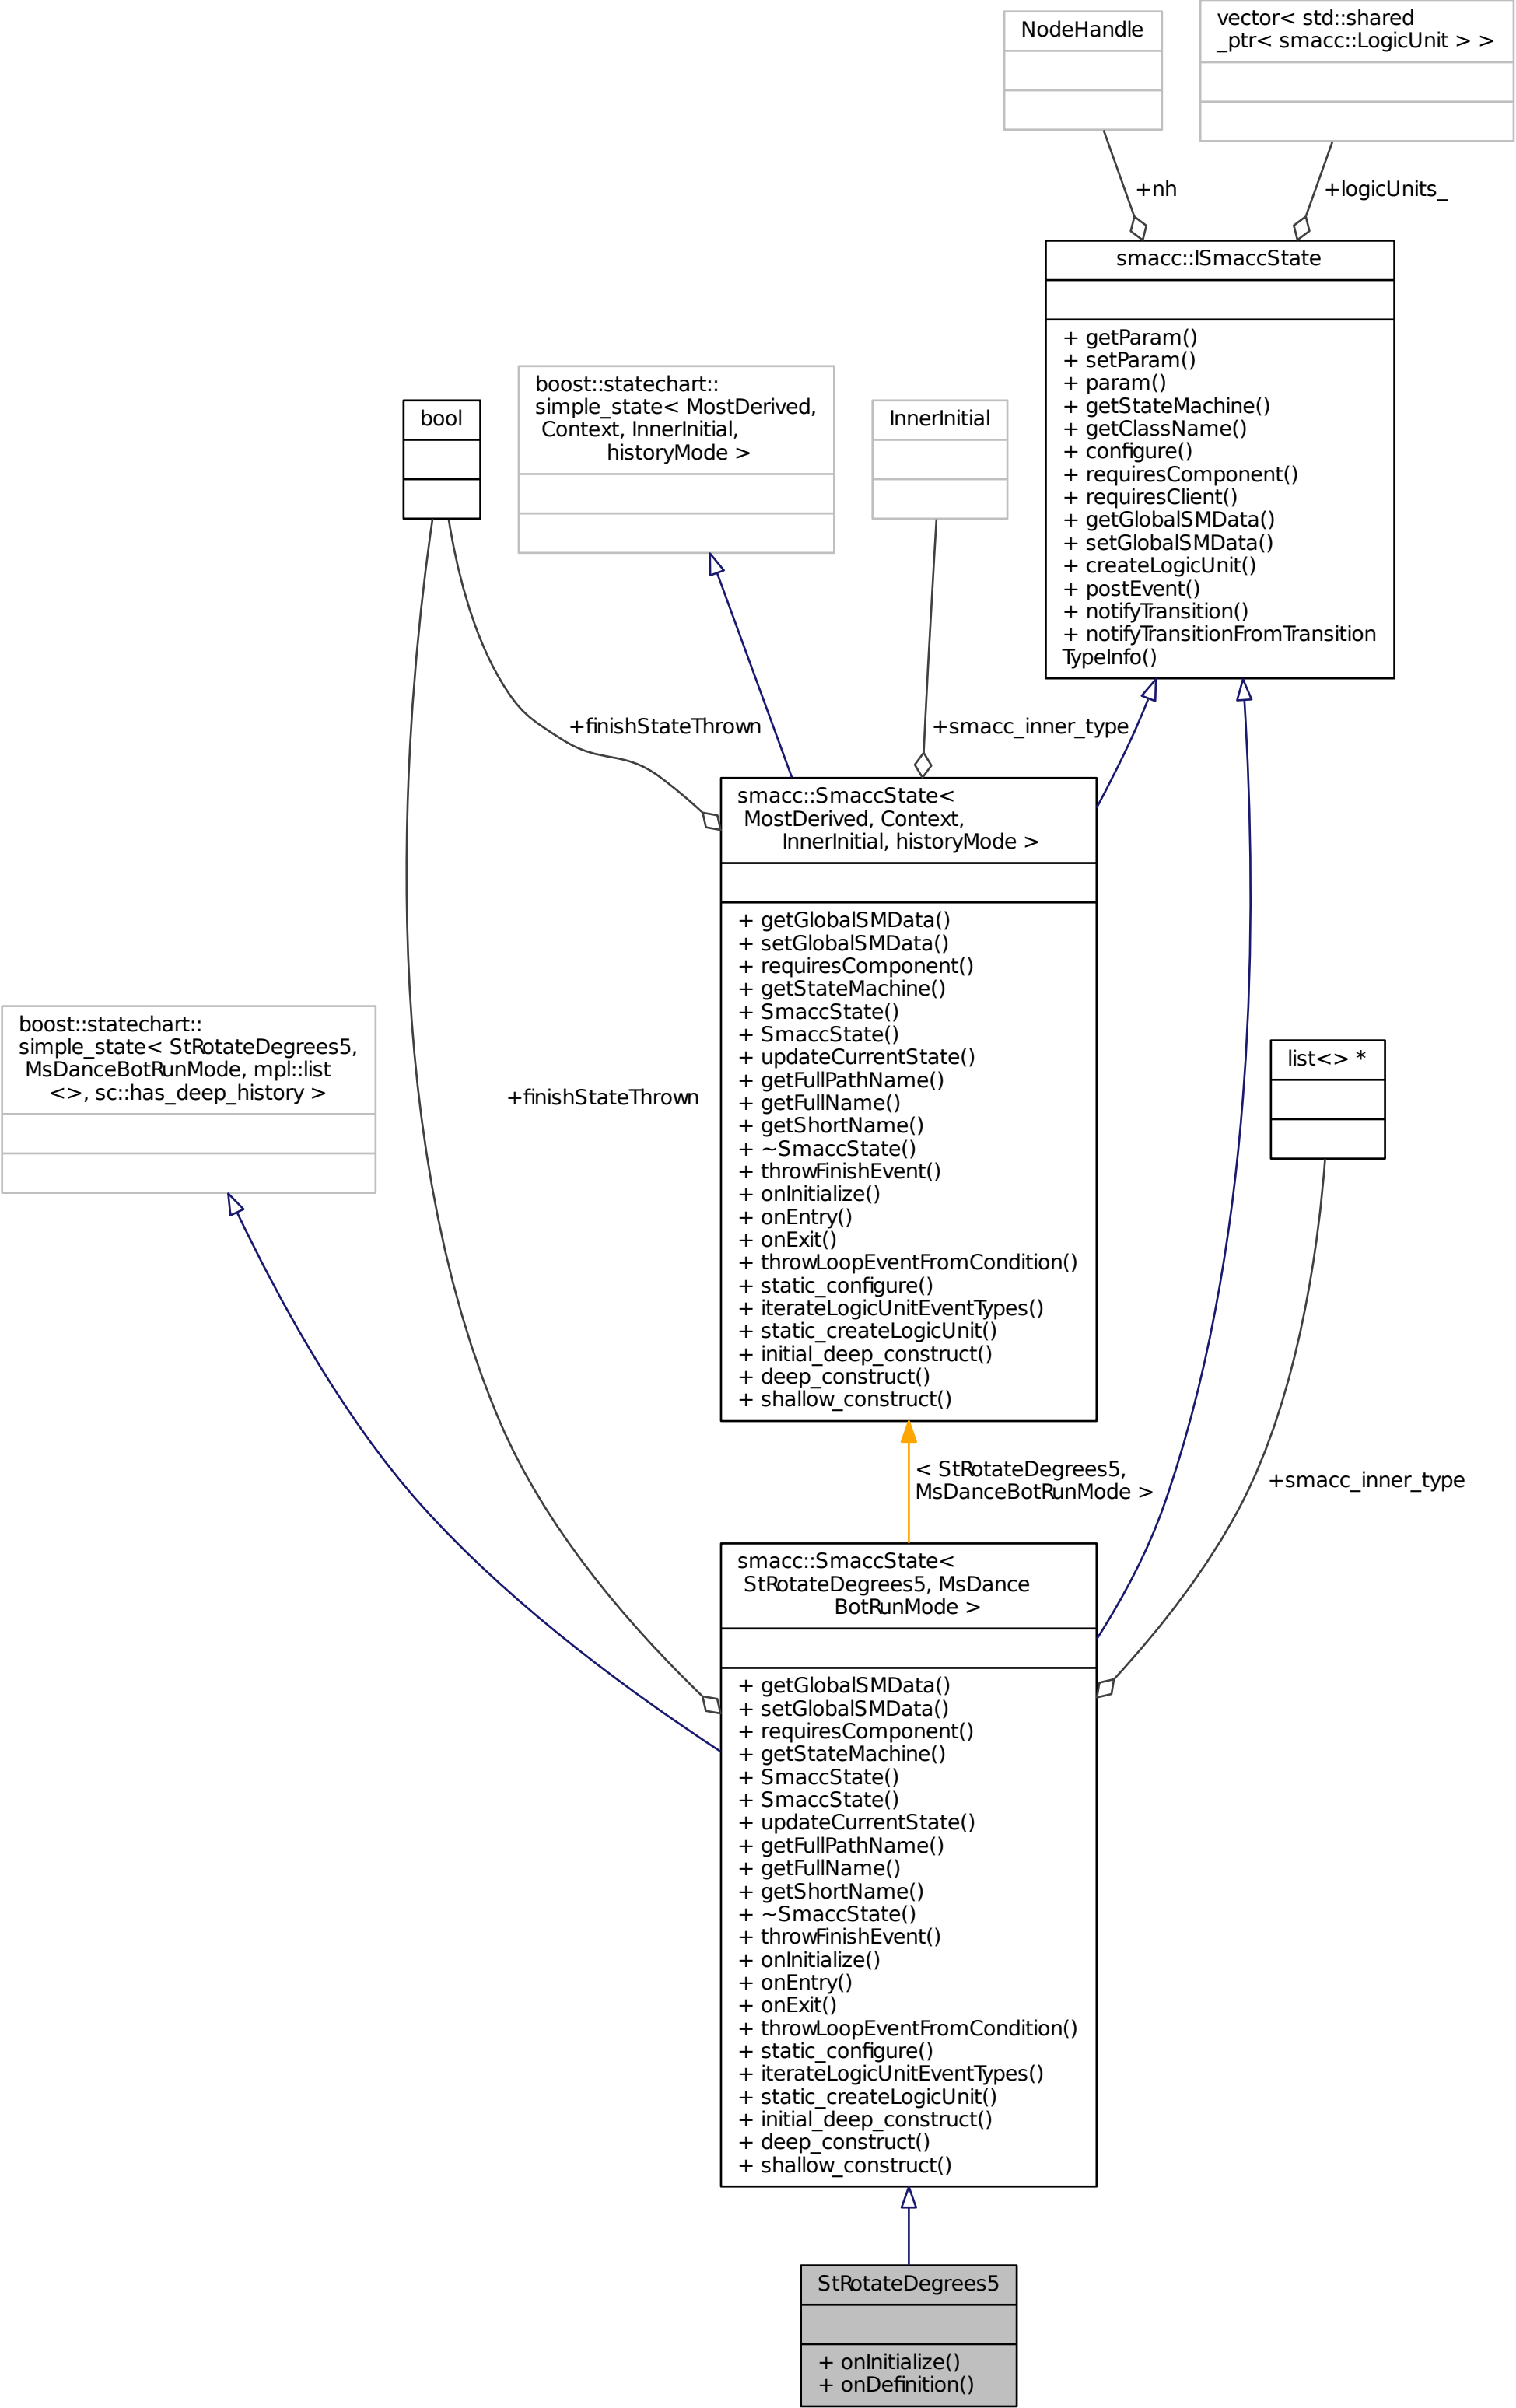 NodeHandle
vector< std::shared
_ptr< smacc::LogicUnit > >
+nh
+logicUnits_
smacc::ISmaccState
+ getParam()
+ setParam()
+ param()
+ getStateMachine()
+ getClassName()
+ configure()
+ requiresComponent()
+ requiresClient()
+ getGlobalSMData()
+ setGlobalSMData()
+ createLogicUnit()
+ postEvent()
+ notifyTransition()
+ notifyTransitionFromTransition
TypeInfo()
bool
boost::statechart::
simple_state< MostDerived,
Context, InnerInitial,
historyMode >
InnerInitial
+finishStateThrown
+smacc_inner_type
smacc::SmaccState<
MostDerived, Context,
InnerInitial, historyMode >
+ getGlobalSMData()
+ setGlobalSMData()
+ requiresComponent()
+ getStateMachine()
+ SmaccState()
+ SmaccState()
+ updateCurrentState()
+ getFullPathName()
+ getFullName()
+ getShortName()
+ ~SmaccState()
+ throwFinishEvent()
+ onInitialize()
+ onEntry()
+ onExit()
+ throwLoopEventFromCondition()
+ static_configure()
+ iterateLogicUnitEventTypes()
+ static_createLogicUnit()
+ initial_deep_construct()
+ deep_construct()
+ shallow_construct()
boost::statechart::
simple_state< StRotateDegrees5,
MsDanceBotRunMode, mpl::list
<>, sc::has_deep_history >
+finishStateThrown
list<> *
< StRotateDegrees5,
MsDanceBotRunMode >
+smacc_inner_type
smacc::SmaccState<
StRotateDegrees5, MsDance
BotRunMode >
+ getGlobalSMData()
+ setGlobalSMData()
+ requiresComponent()
+ getStateMachine()
+ SmaccState()
+ SmaccState()
+ updateCurrentState()
+ getFullPathName()
+ getFullName()
+ getShortName()
+ ~SmaccState()
+ throwFinishEvent()
+ onInitialize()
+ onEntry()
+ onExit()
+ throwLoopEventFromCondition()
+ static_configure()
+ iterateLogicUnitEventTypes()
+ static_createLogicUnit()
+ initial_deep_construct()
+ deep_construct()
+ shallow_construct()
StRotateDegrees5
+ onInitialize()
+ onDefinition()